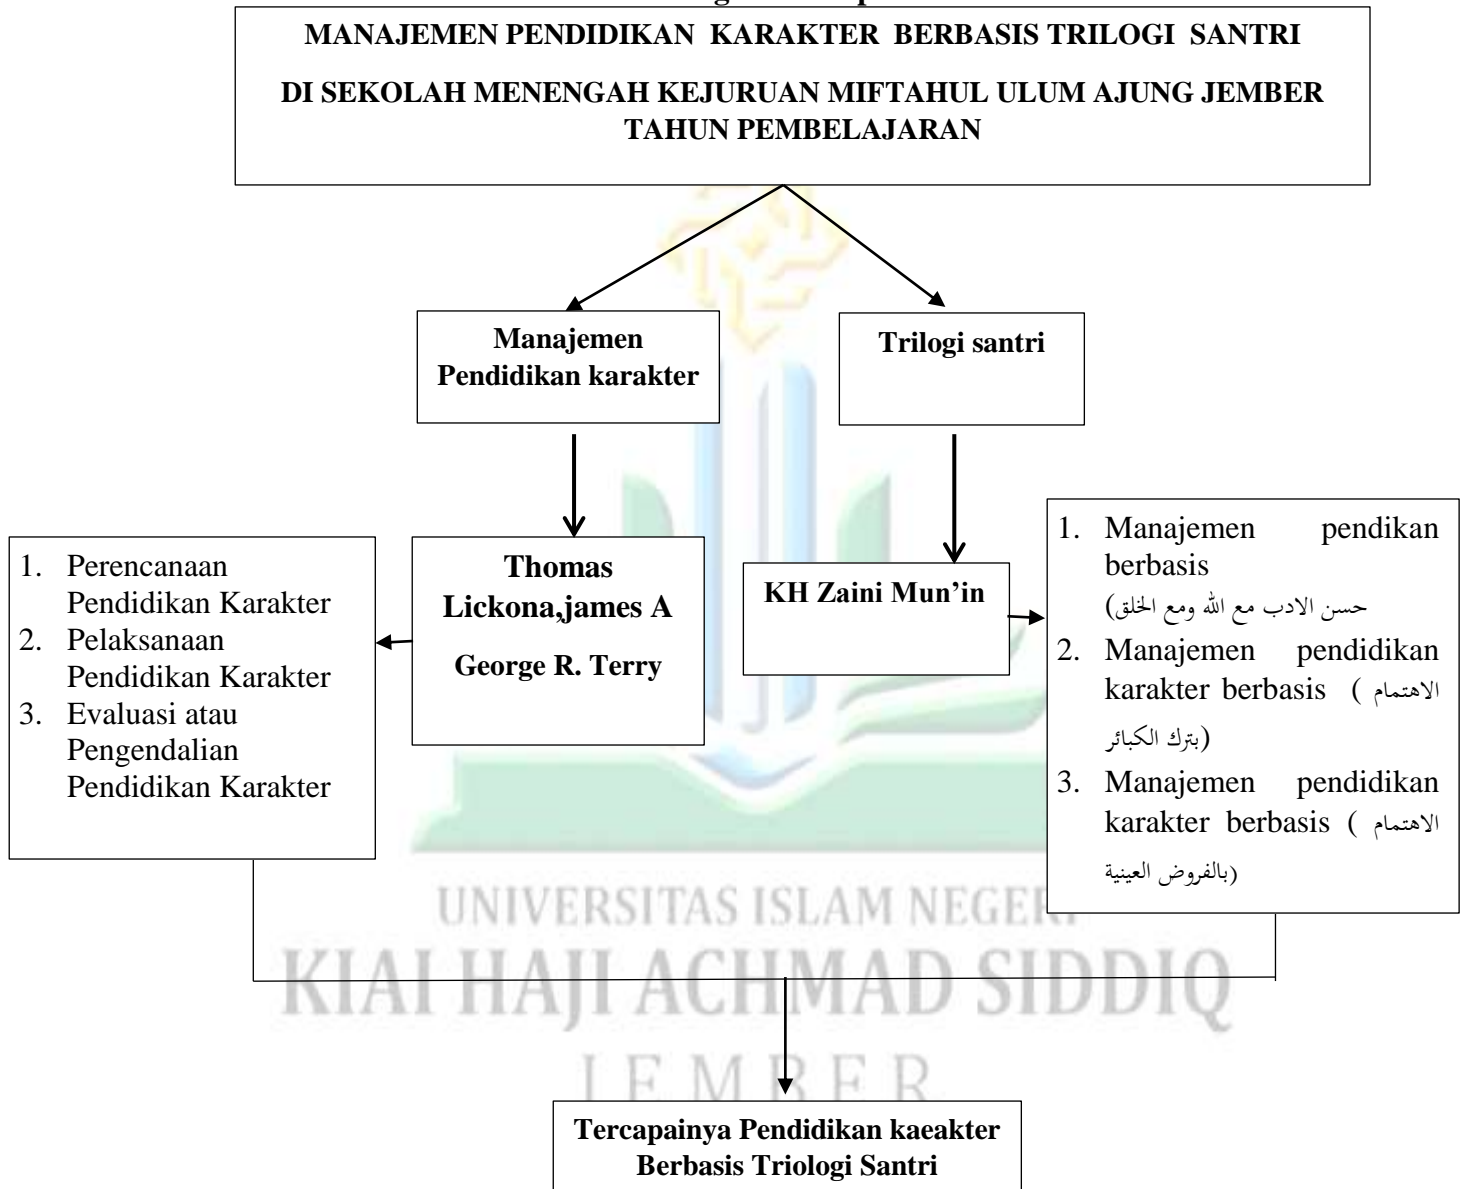 MANAJEMEN PENDIDIKAN KARAKTER BERBASIS TRILOGI SANTRI
DI SEKOLAH MENENGAH KEJURUAN MIFTAHUL ULUM AJUNG JEMBER
TAHUN PEMBELAJARAN
Manajemen
Pendidikan karakter
Trilogi santri
1. Perencanaan
Pendidikan Karakter
2. Pelaksanaan
Pendidikan Karakter
3. Evaluasi atau
Pengendalian
Pendidikan Karakter
Thomas
Lickona,james A
George R. Terry
KH Zaini Mun’in
1. Manajemen pendikan
berbasis
(حسن الادب مع الله ومع الخلق
2. Manajemen pendidikan
karakter berbasis ( الاهتمام
بترك الكبائر)
3. Manajemen pendidikan
karakter berbasis ( الاهتمام
بالفروض العينية)
UNIVERSITAS ISLAM NEGERI
KIAI HAJI ACHMAD SIDDIQ
JEMBER
Tercapainya Pendidikan kaeakter
Berbasis Triologi Santri